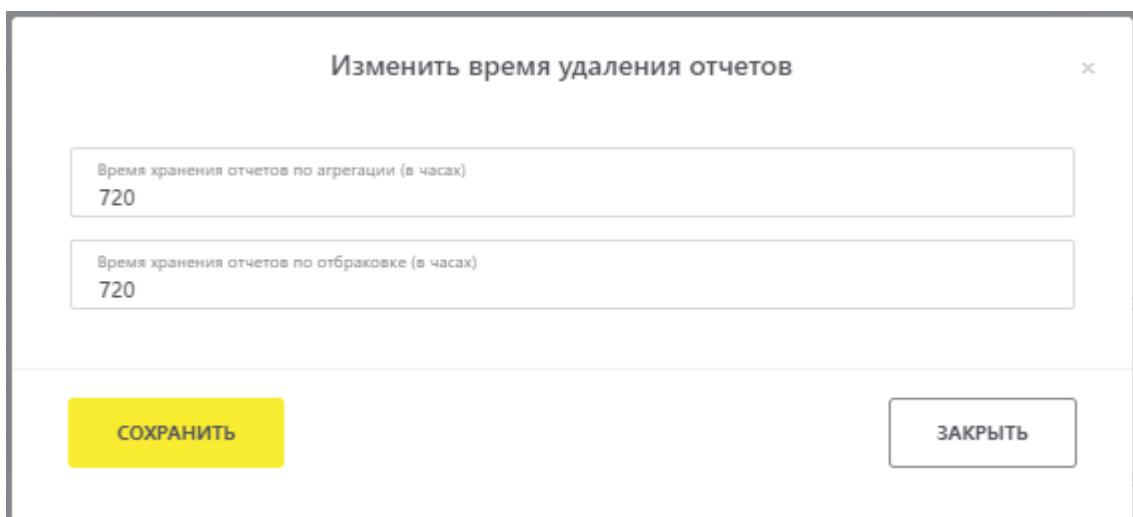 Изменить время удаления отчетов
×
Время хранения отчетов по агрегации (в часах)
720
Время хранения отчетов по отбраковке (в часах)
720
СОХРАНИТЬ
ЗАКРЫТЬ